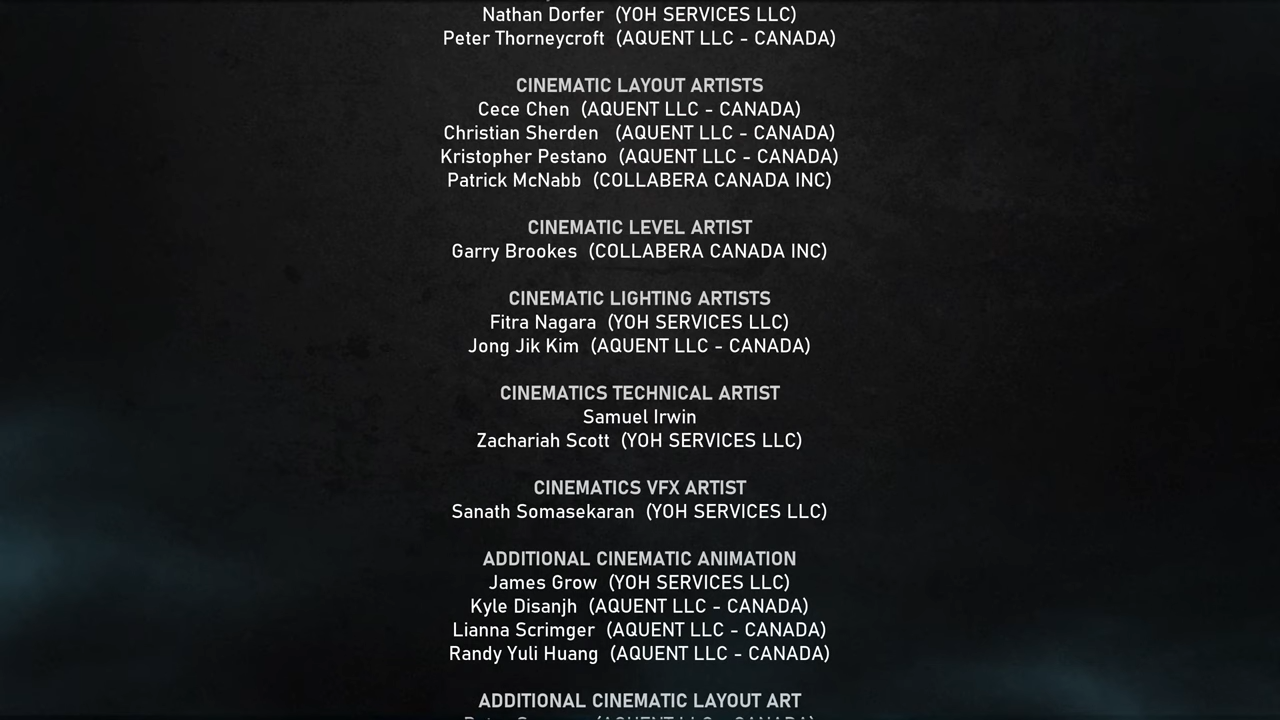 Nathan Dorfer (YOH SERVICES LLC)
Peter Thorneycroft (AQUENT LLC - CANADA)
CINEMATIC LAYOUT ARTISTS
Cece Chen (AQUENT LLC - CANADA)
Christian Sherden (AQUENT LLC - CANADA)
Kristopher Pestano (AQUENT LLC - CANADA)
Patrick McNabb (COLLABERA CANADA INC)
CINEMATIC LEVEL ARTIST
Garry Brookes (COLLABERA CANADA INC)
CINEMATIC LIGHTING ARTISTS
Fitra Nagara (YOH SERVICES LLC)
Jong Jik Kim (AQUENT LLC - CANADA)
CINEMATICS TECHNICAL ARTIST
Samuel Irwin
Zachariah Scott (YOH SERVICES LLC)
CINEMATICS VFX ARTIST
Sanath Somasekaran (YOH SERVICES LLC)
ADDITIONAL CINEMATIC ANIMATION
James Grow (YOH SERVICES LLC)
Kyle Disanjh (AQUENT LLC - CANADA)
Lianna Scrimger (AQUENT LLC - CANADA)
Randy Yuli Huang (AQUENT LLC - CANADA)
ADDITIONAL CINEMATIC LAYOUT ART